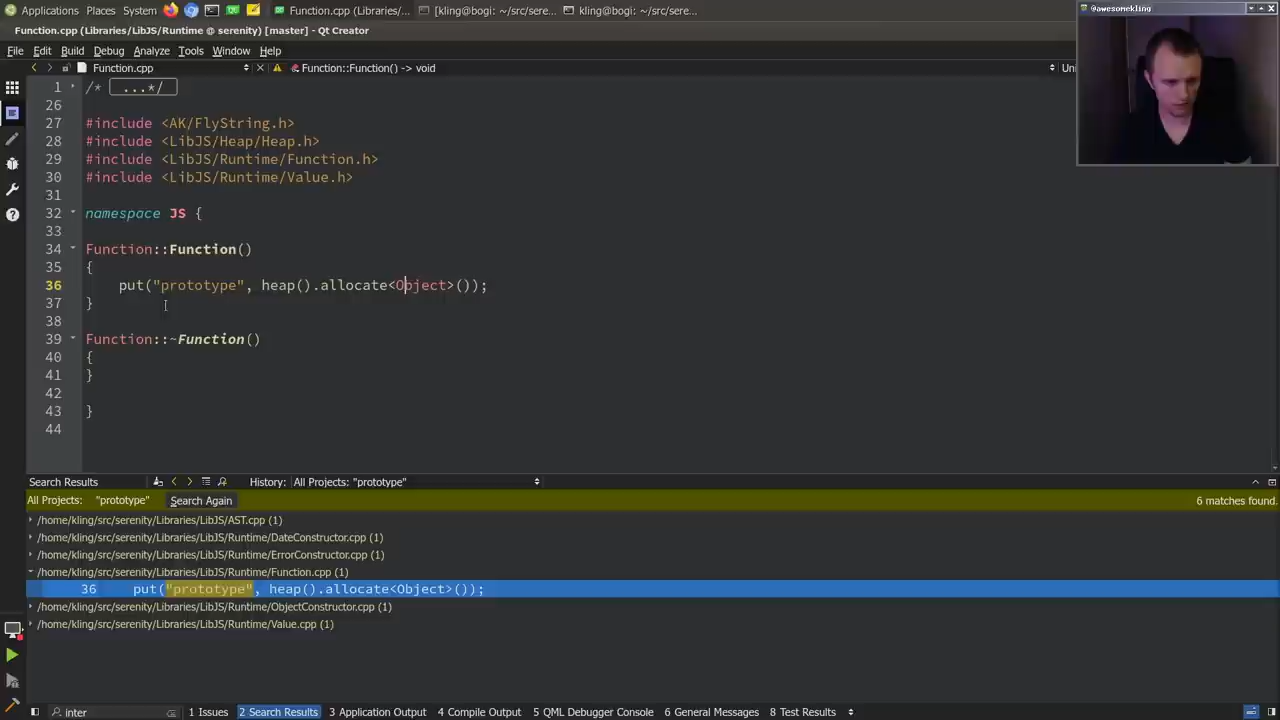 Applications Places System Function.cpp (Libraries/... [kling@bogi: ~/src/sere... kling@bogi: ~/src/sere...
@awesomekling
Function.cpp (Libraries/LibJS/Runtime @ serenity) [master] - Qt Creator
File Edit Build Debug Analyze Tools Window Help
Function.cpp Function::Function() -> void Uni
1 /* ...*/
26
27 #include <AK/FlyString.h>
28 #include <LibJS/Heap/Heap.h>
29 #include <LibJS/Runtime/Function.h>
30 #include <LibJS/Runtime/Value.h>
31
32 namespace JS {
33
34 Function::Function()
35 {
36 put("prototype", heap().allocate<Object>());
37 }
38
39 Function::~Function()
40 {
41 }
42
43 }
44
Search Results History: All Projects: "prototype"
All Projects: "prototype" Search Again 6 matches found.
/home/kling/src/serenity/Libraries/LibJS/AST.cpp (1)
/home/kling/src/serenity/Libraries/LibJS/Runtime/DateConstructor.cpp (1)
/home/kling/src/serenity/Libraries/LibJS/Runtime/ErrorConstructor.cpp (1)
/home/kling/src/serenity/Libraries/LibJS/Runtime/Function.cpp (1)
36 put("prototype", heap().allocate<Object>());
/home/kling/src/serenity/Libraries/LibJS/Runtime/ObjectConstructor.cpp (1)
/home/kling/src/serenity/Libraries/LibJS/Runtime/Value.cpp (1)
inter 1 Issues 2 Search Results 3 Application Output 4 Compile Output 5 QML Debugger Console 6 General Messages 8 Test Results